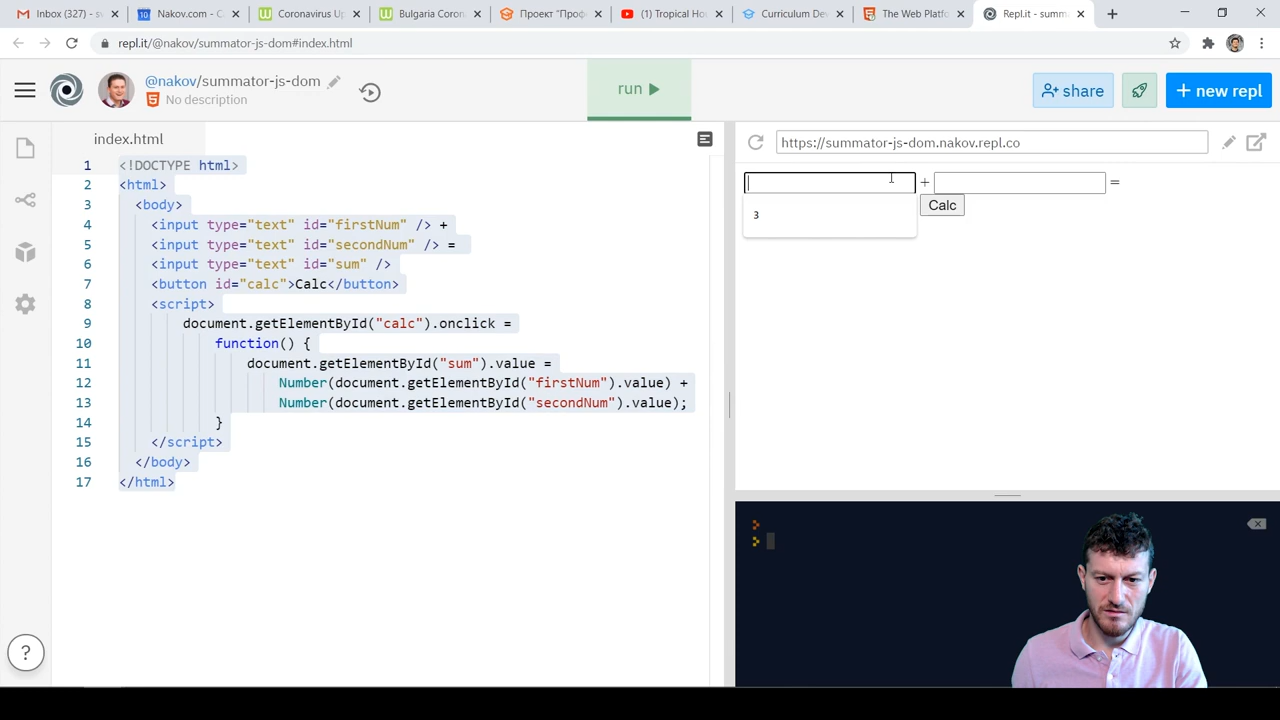 Inbox (327) - s
Nakov.com - C
Coronavirus Up
Bulgaria Coron
Проект "Проф
(1) Tropical Hou
Curriculum Dev
The Web Platfo
Repl.it - summ
repl.it/@nakov/summator-js-dom#index.html
@nakov/summator-js-dom
No description
run
share
+ new repl
index.html
https://summator-js-dom.nakov.repl.co
1 <!DOCTYPE html>
2 <html>
3 <body>
4 <input type="text" id="firstNum" /> +
5 <input type="text" id="secondNum" /> =
6 <input type="text" id="sum" />
7 <button id="calc">Calc</button>
8 <script>
9 document.getElementById("calc").onclick =
10 function() {
11 document.getElementById("sum").value =
12 Number(document.getElementById("firstNum").value) +
13 Number(document.getElementById("secondNum").value);
14 }
15 </script>
16 </body>
17 </html>
+ =
3
Calc
?